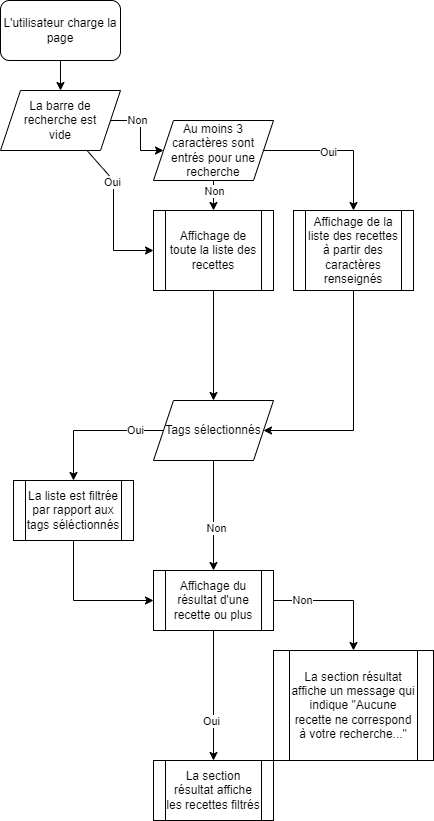 L'utilisateur charge la
page
La barre de
recherche est
vide
Non
Au moins 3
caractères sont
entrés pour une
recherche
Oui
Oui
Non
Affichage de
toute la liste des
recettes
Affichage de la
liste des recettes
à partir des
caractères
renseignés
Tags sélectionnés
Oui
La liste est filtrée
par rapport aux
tags séléctionnés
Non
Affichage du
résultat d'une
recette ou plus
Non
La section résultat
affiche un message qui
indique "Aucune
recette ne correspond
à votre recherche..."
Oui
La section
résultat affiche
les recettes filtrés